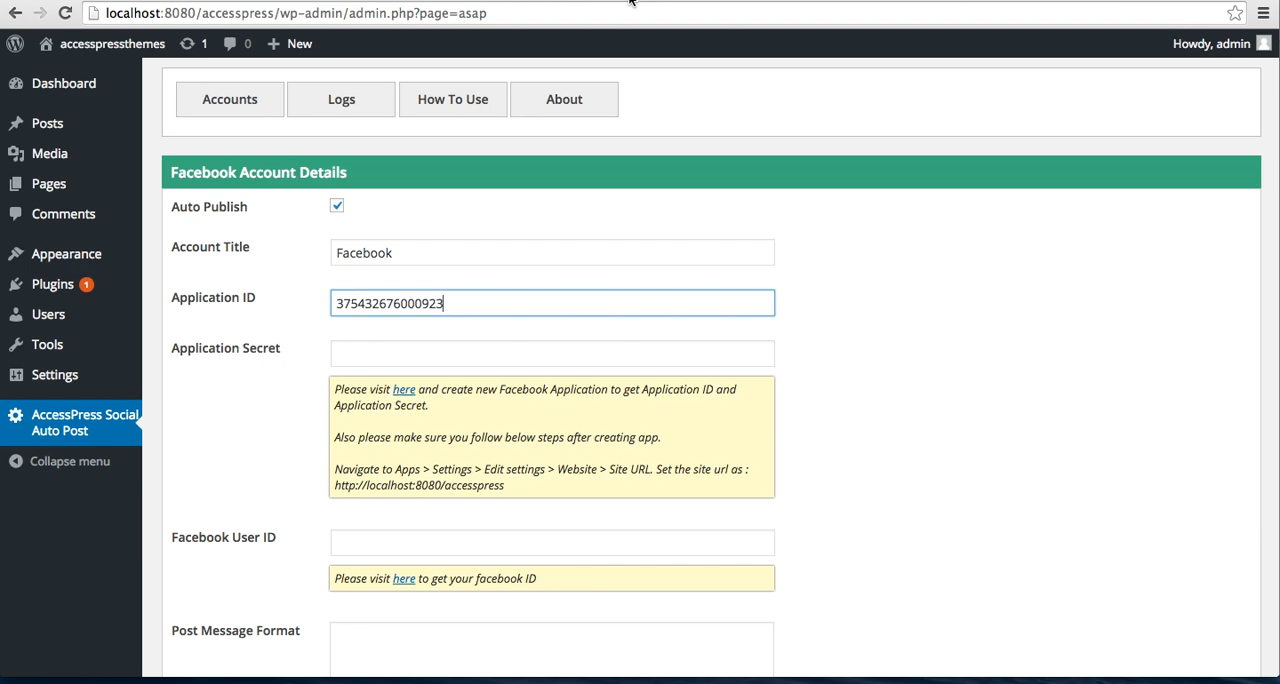 localhost:8080/accesspress/wp-admin/admin.php?page=asap
accesspressthemes 1 0 New Howdy, admin
Dashboard
Posts
Media
Pages
Comments
Appearance
Plugins 1
Users
Tools
Settings
AccessPress Social
Auto Post
Collapse menu
Accounts Logs How To Use About
Facebook Account Details
Auto Publish
Account Title Facebook
Application ID 375432676000923
Application Secret
Please visit here and create new Facebook Application to get Application ID and
Application Secret.
Also please make sure you follow below steps after creating app.
Navigate to Apps > Settings > Edit settings > Website > Site URL. Set the site url as :
http://localhost:8080/accesspress
Facebook User ID
Please visit here to get your facebook ID
Post Message Format